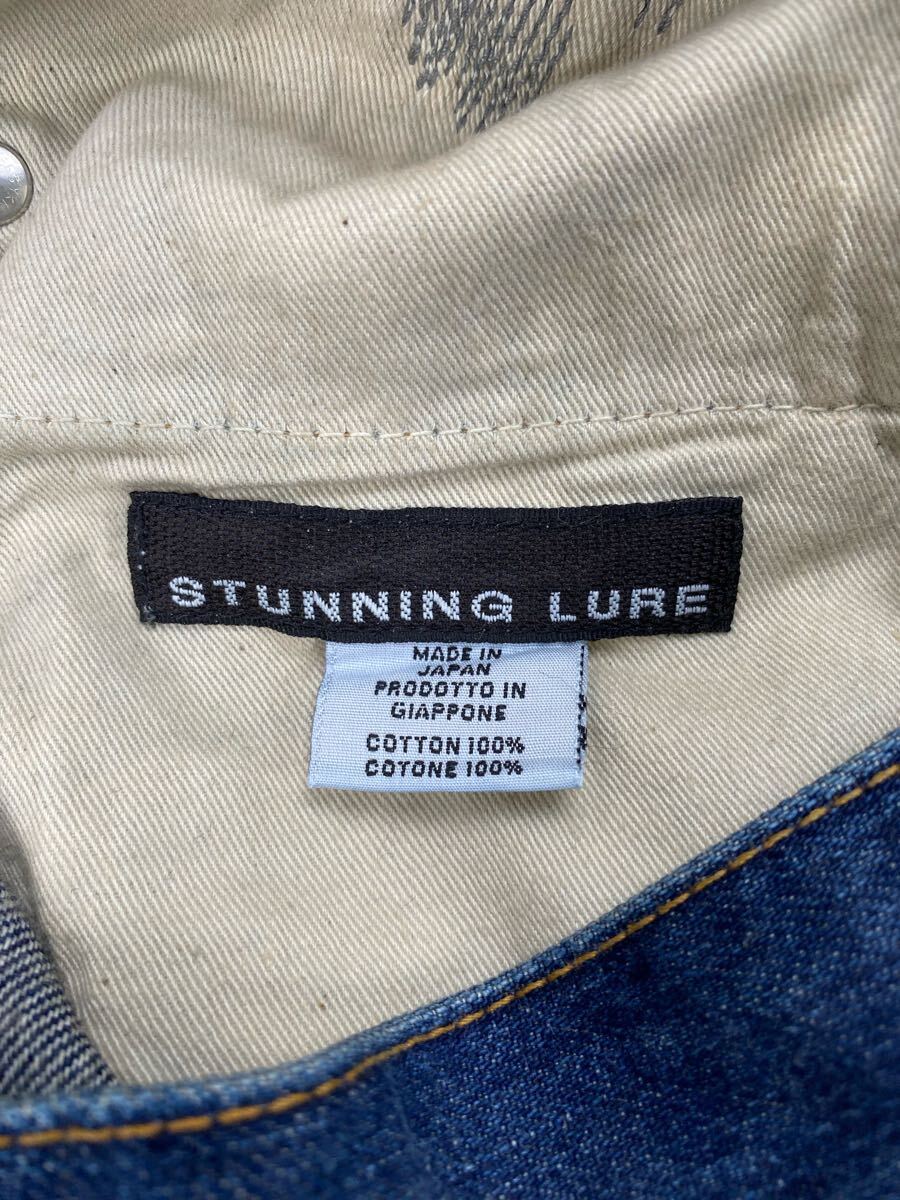 STUNNING LURE
MADE IN
JAPAN
PRODOTTO IN
GIAPPONE
COTTON 100%
COTONE 100%